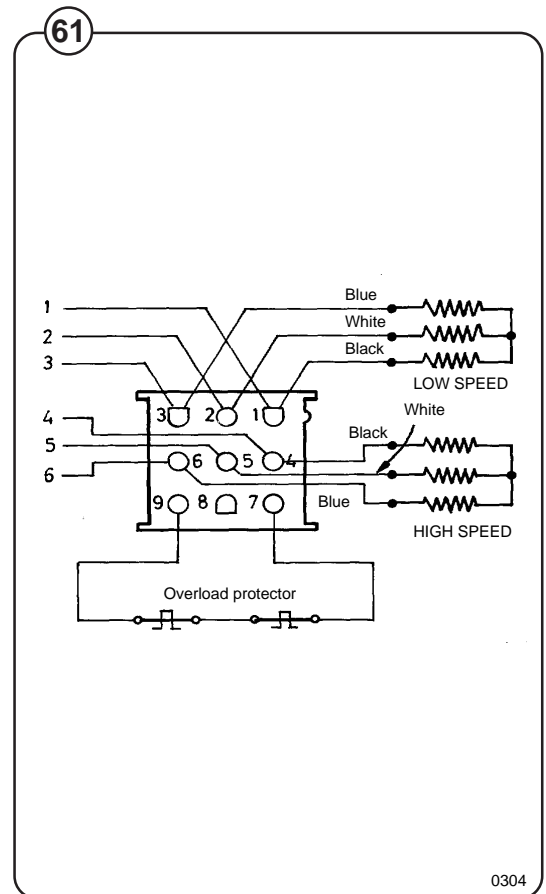 61
Blue
1
White
2
Black
3
LOW SPEED
White
3 2 1
4
Black
5
6 5 4
6
9 8 7
Blue
HIGH SPEED
Overload protector
0304